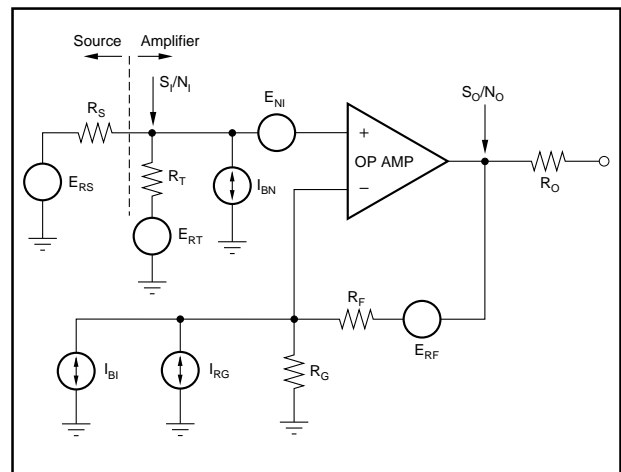 Source Amplifier
S_I/N_I
E_NI
S_O/N_O
R_S
+
OP AMP
−
R_O
E_RS
R_T
I_BN
E_RT
R_F
E_RF
I_BI
I_RG
R_G